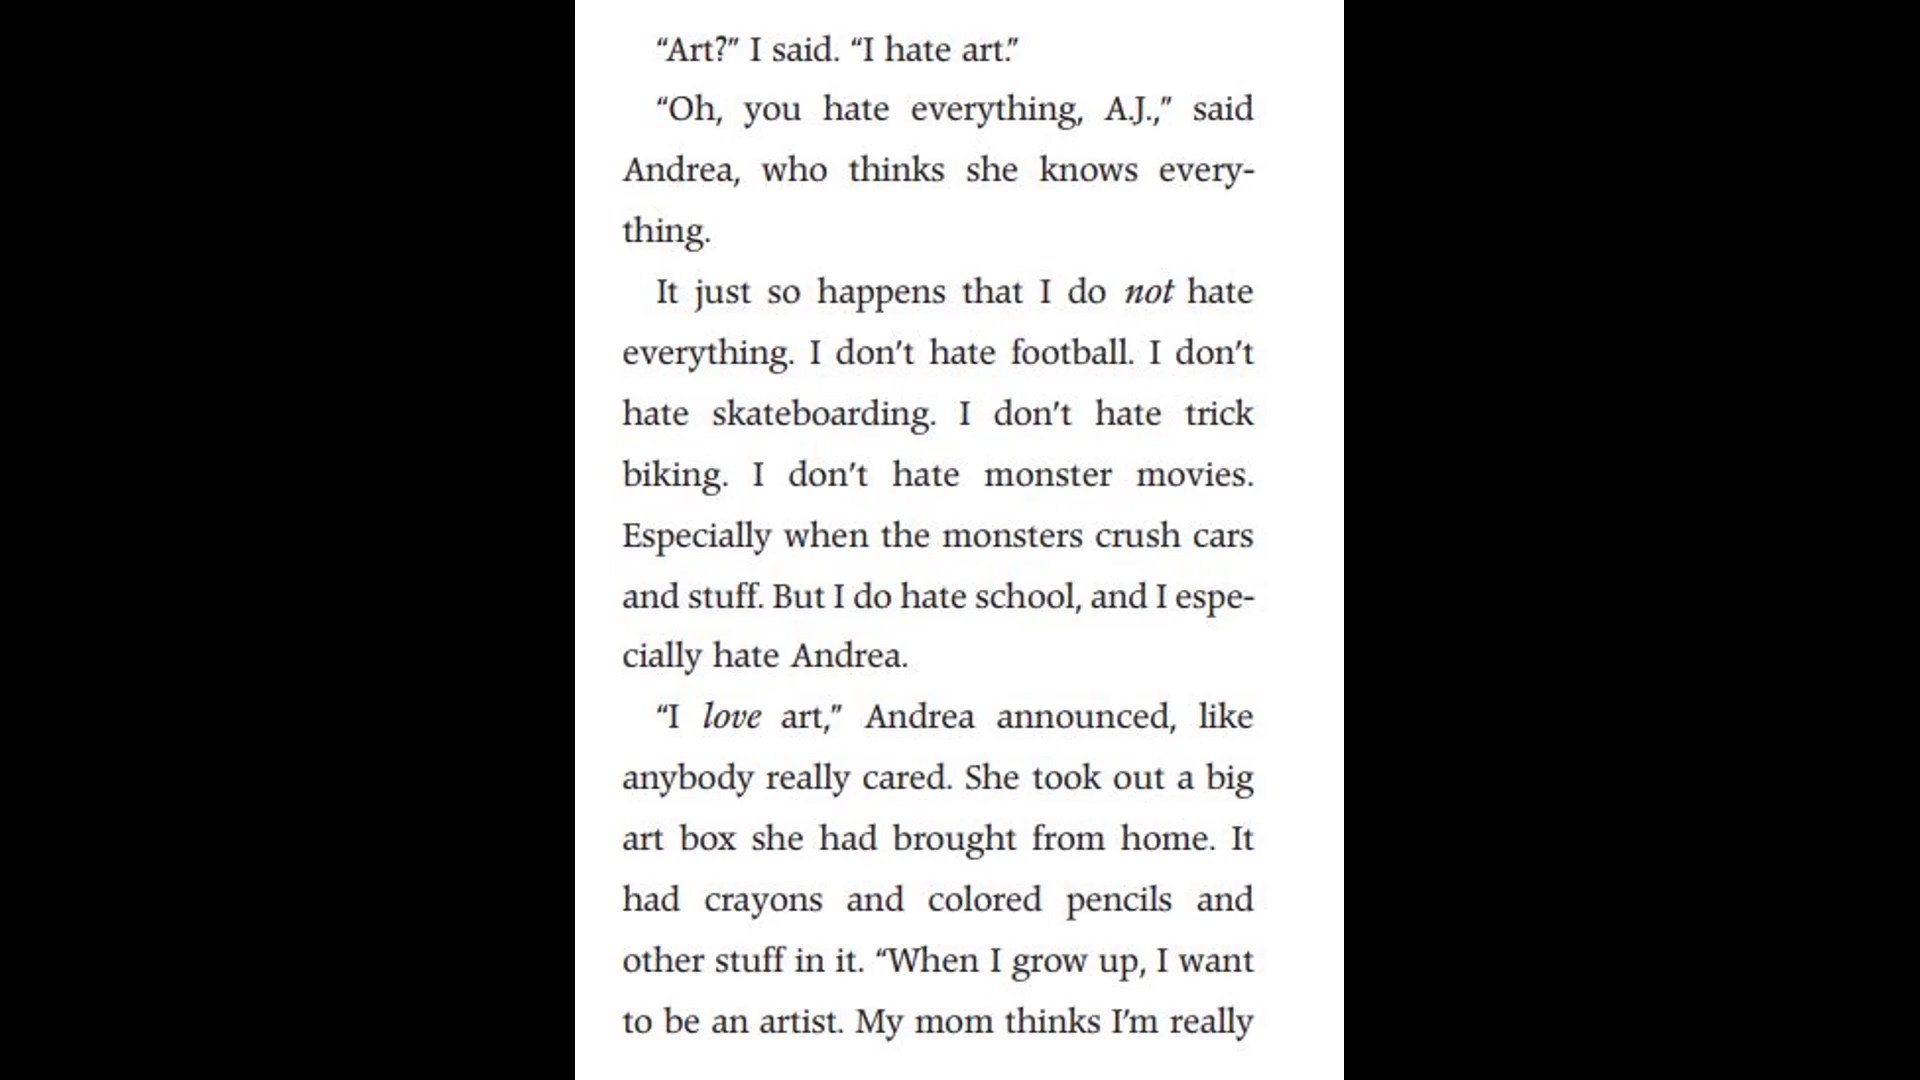 “Art?” I said. “I hate art.”
“Oh, you hate everything, A.J.,” said
Andrea, who thinks she knows every-
thing.
It just so happens that I do not hate
everything. I don’t hate football. I don’t
hate skateboarding. I don’t hate trick
biking. I don’t hate monster movies.
Especially when the monsters crush cars
and stuff. But I do hate school, and I espe-
cially hate Andrea.
“I love art,” Andrea announced, like
anybody really cared. She took out a big
art box she had brought from home. It
had crayons and colored pencils and
other stuff in it. “When I grow up, I want
to be an artist. My mom thinks I’m really